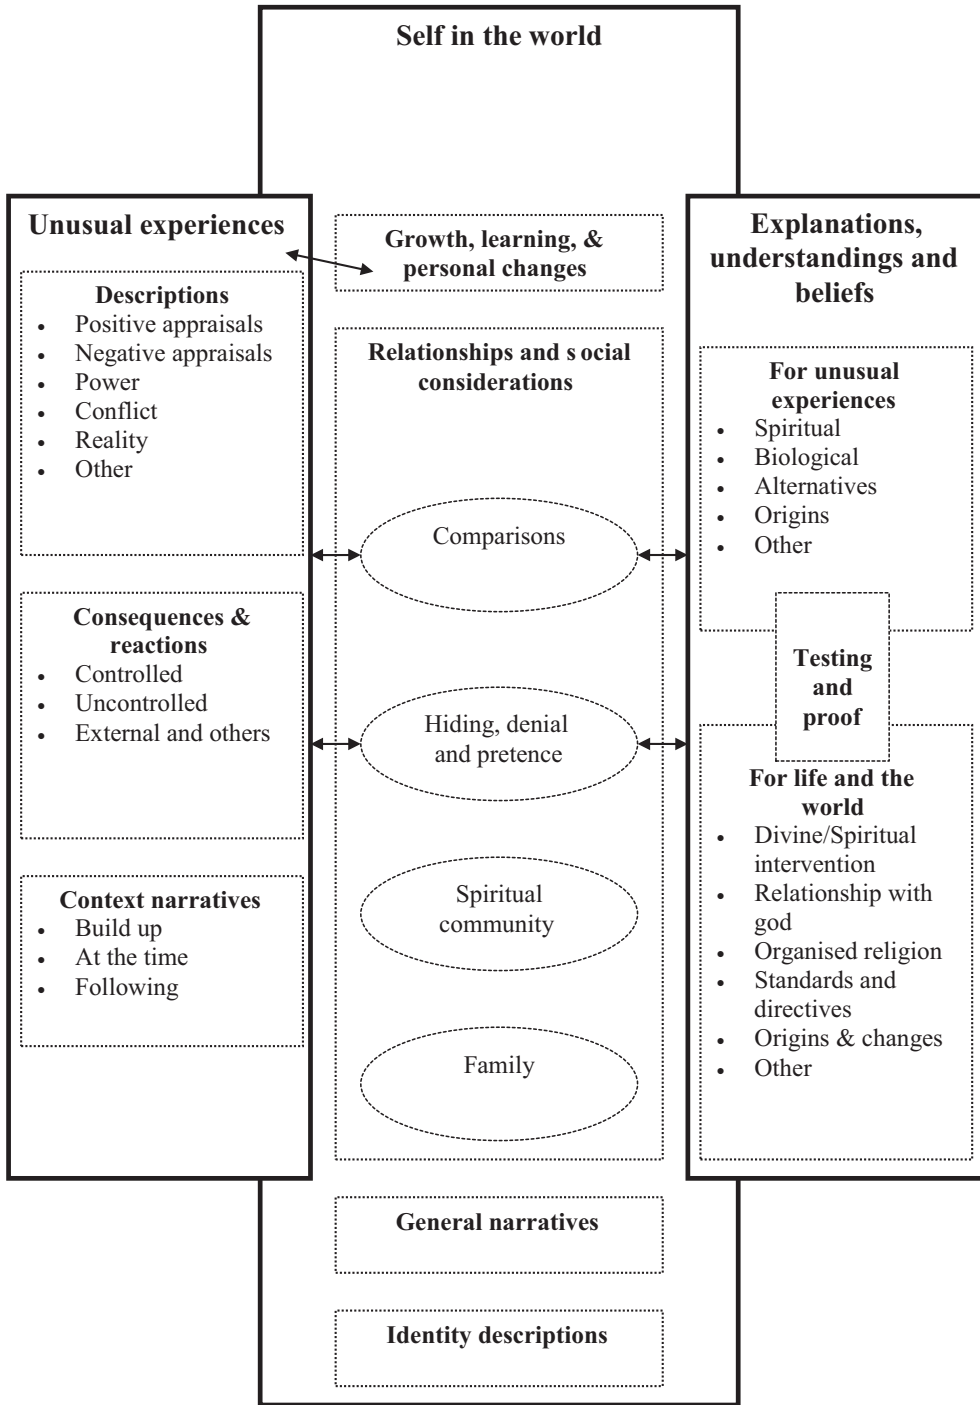 Self in the world
Unusual experiences
Descriptions
• Positive appraisals
• Negative appraisals
• Power
• Conflict
• Reality
• Other
Consequences &
reactions
• Controlled
• Uncontrolled
• External and others
Context narratives
• Build up
• At the time
• Following
Growth, learning, &
personal changes
Relationships and s ocial
considerations
Comparisons
Hiding, denial
and pretence
Spiritual
community
Family
General narratives
Identity descriptions
Explanations,
understandings and
beliefs
For unusual
experiences
• Spiritual
• Biological
• Alternatives
• Origins
• Other
Testing
and
proof
For life and the
world
• Divine/Spiritual
intervention
• Relationship with
god
• Organised religion
• Standards and
directives
• Origins & changes
• Other